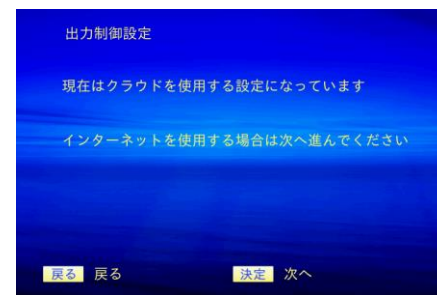 出力制御設定
現在はクラウドを使用する設定になっています
インターネットを使用する場合は次へ進んでください
戻る 戻る 決定 次へ